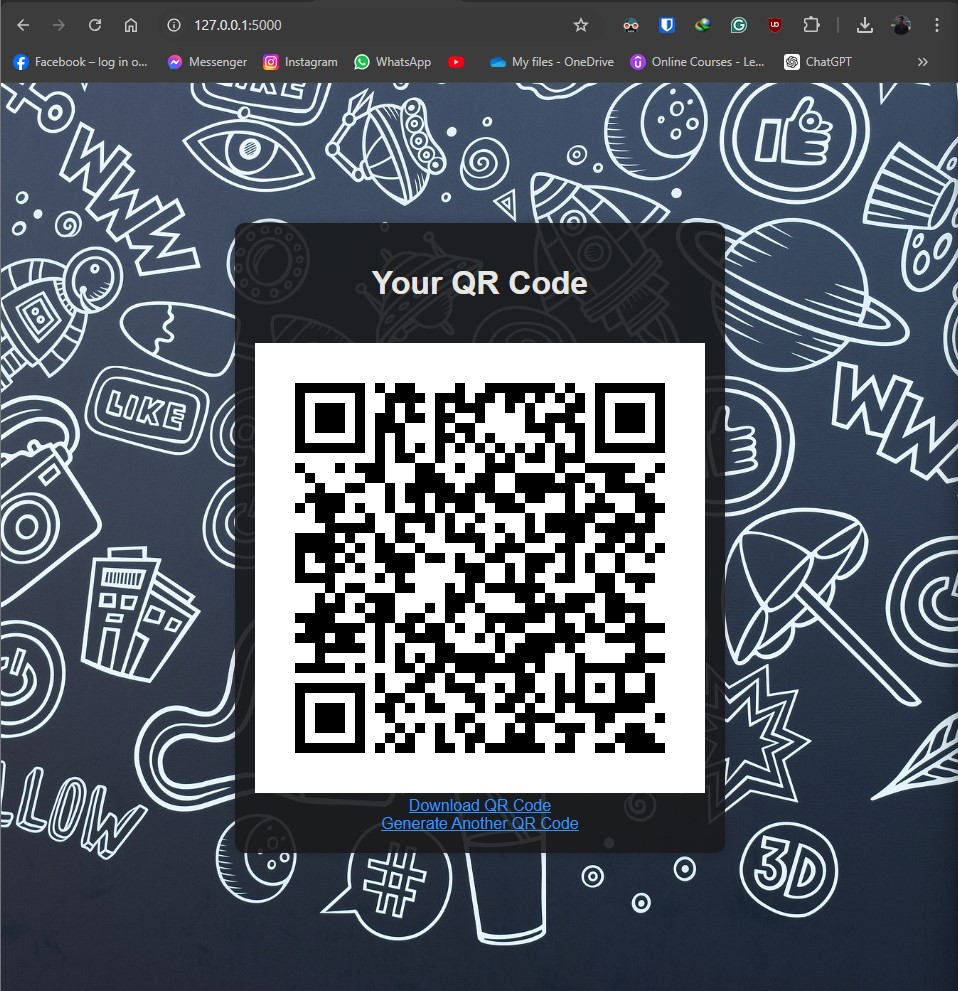 127.0.0.1:5000
Facebook – log in o...
Messenger
Instagram
WhatsApp
My files - OneDrive
Online Courses - Le...
ChatGPT
LIKE
WWW
Your QR Code
LIKE
WW
Download QR Code
Generate Another QR Code
LLOW
#
3D